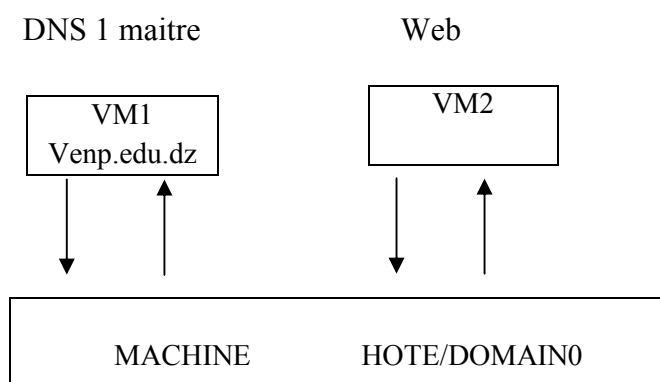 DNS 1 maitre Web
VM1
Venp.edu.dz
VM2
MACHINE HOTE/DOMAIN0